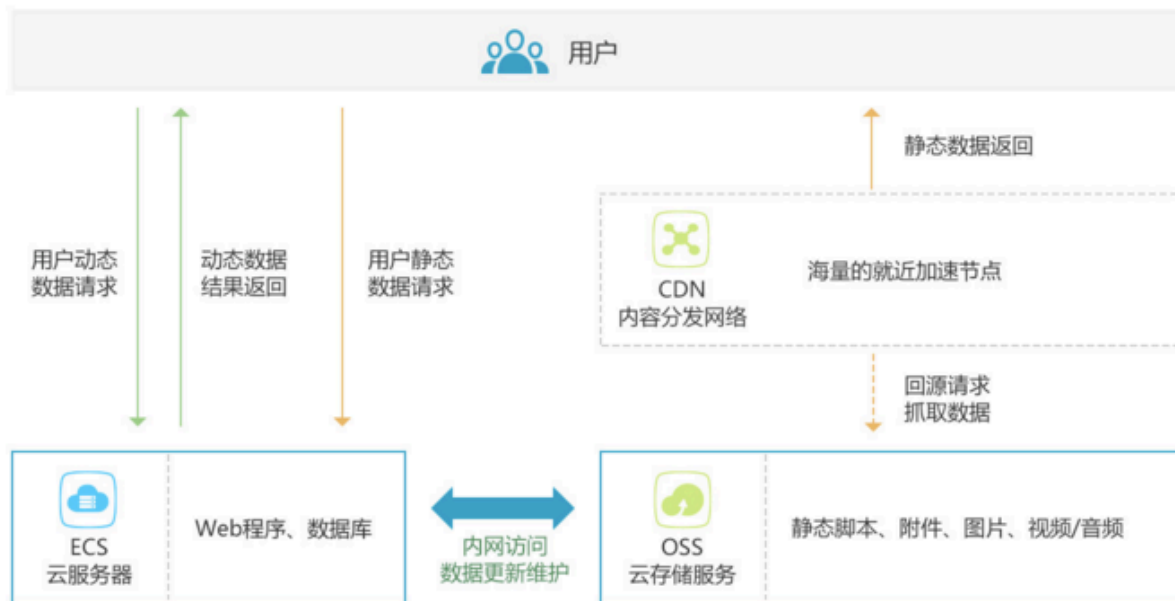 用户
静态数据返回
用户动态
数据请求
动态数据
结果返回
用户静态
数据请求
CDN
内容分发网络
海量的就近加速节点
回源请求
抓取数据
ECS
云服务器
Web程序、数据库
内网访问
数据更新维护
OSS
云存储服务
静态脚本、附件、图片、视频/音频